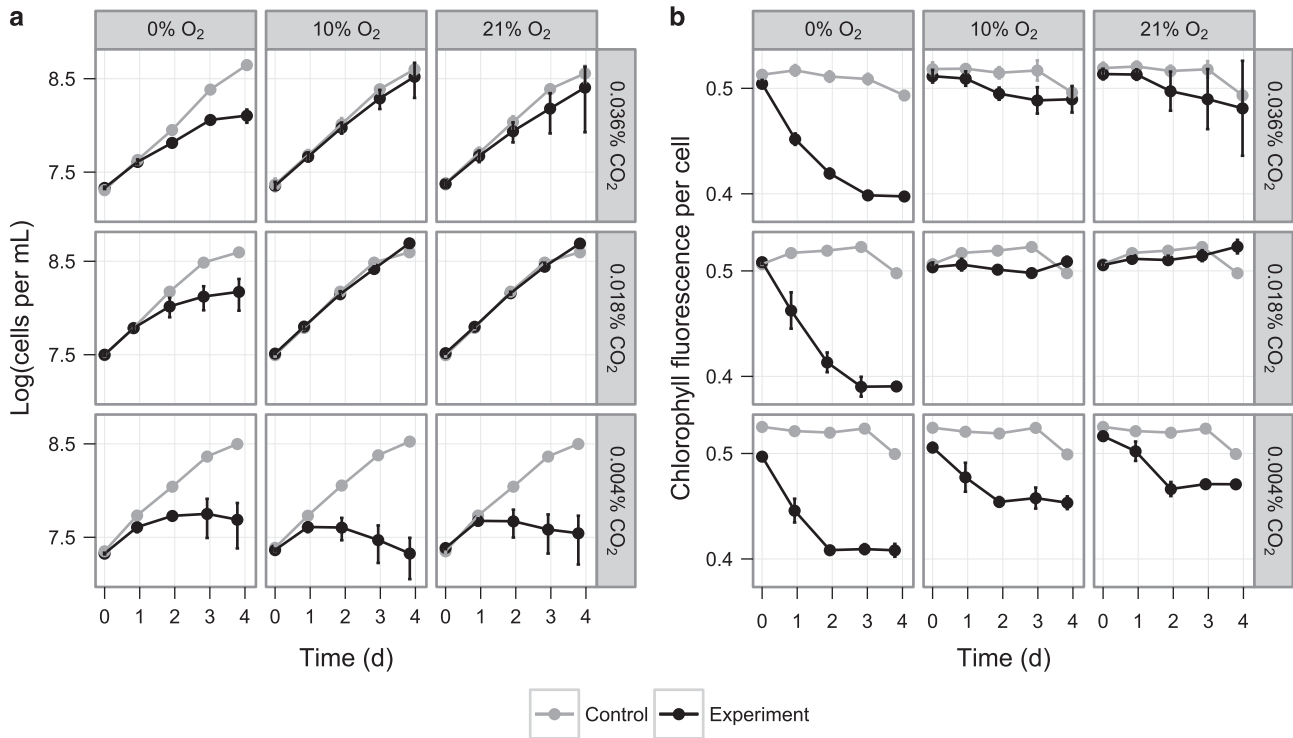 a
b
0% O2
10% O2
21% O2
0% O2
10% O2
21% O2
Log(cells per mL)
8.5
7.5
0.036% CO2
8.5
7.5
0.018% CO2
8.5
7.5
0.004% CO2
0 1 2 3 4
0 1 2 3 4
0 1 2 3 4
Time (d)
Chlorophyll fluorescence per cell
0.5
0.4
0.036% CO2
0.5
0.4
0.018% CO2
0.5
0.4
0.004% CO2
0 1 2 3 4
0 1 2 3 4
0 1 2 3 4
Time (d)
Control
Experiment